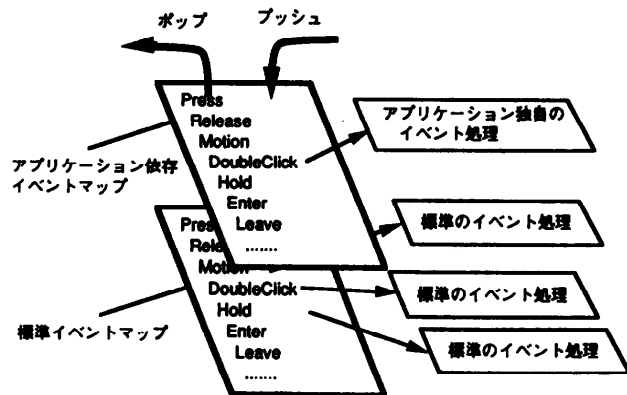 ポップ
プッシュ
Press
Release
Motion
DoubleClick
Hold
Enter
Leave
.......
アプリケーション独自の
イベント処理
アプリケーション依存
イベントマップ
標準のイベント処理
Press
Release
Motion
DoubleClick
Hold
Enter
Leave
.......
標準のイベント処理
標準イベントマップ
標準のイベント処理